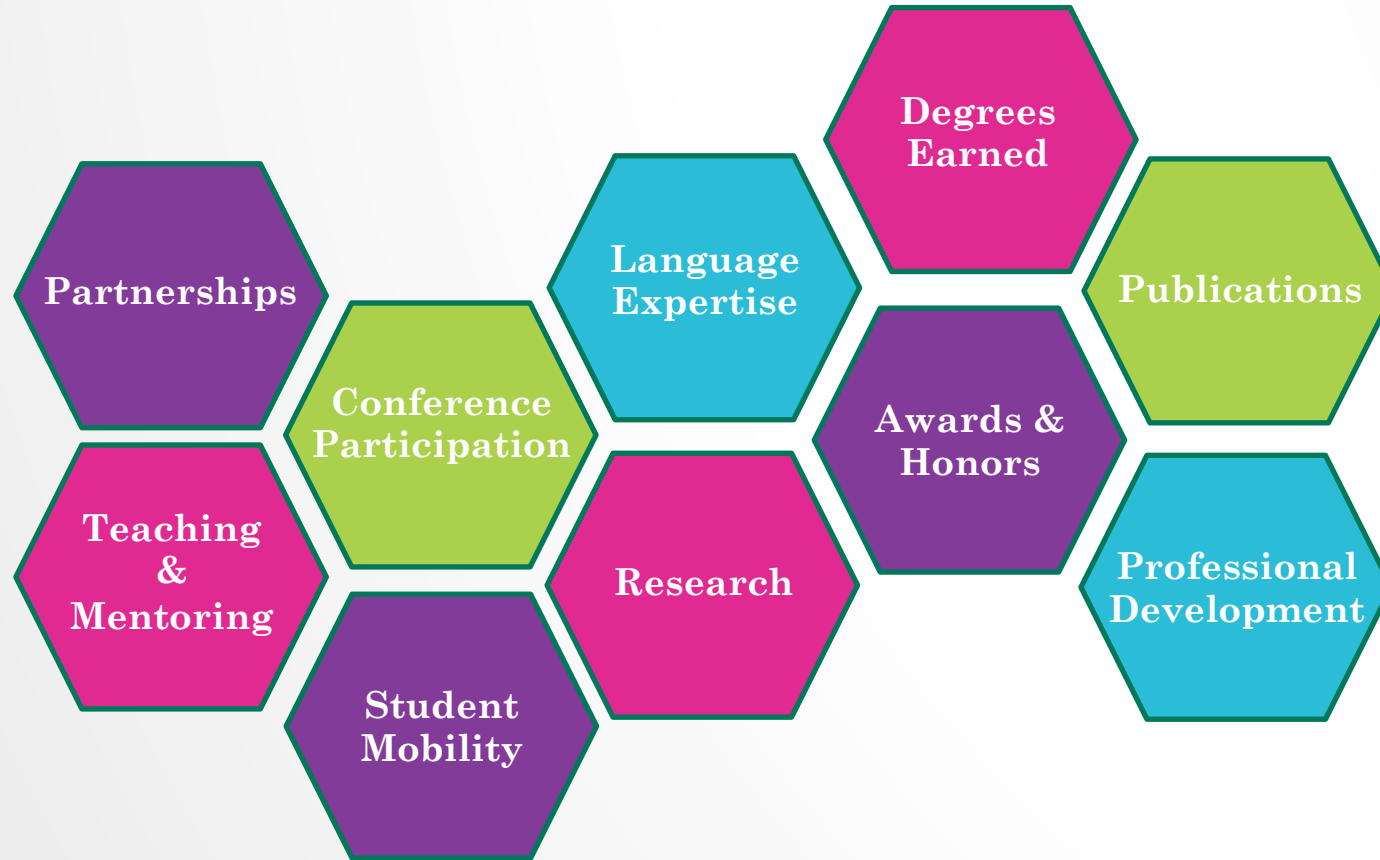 Degrees
Earned
Partnerships
Language
Expertise
Publications
Conference
Participation
Awards &
Honors
Teaching
&
Mentoring
Research
Professional
Development
Student
Mobility